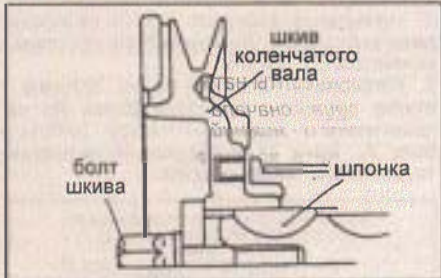 шкив
коленчатого
вала
шпонка
болт
шкива